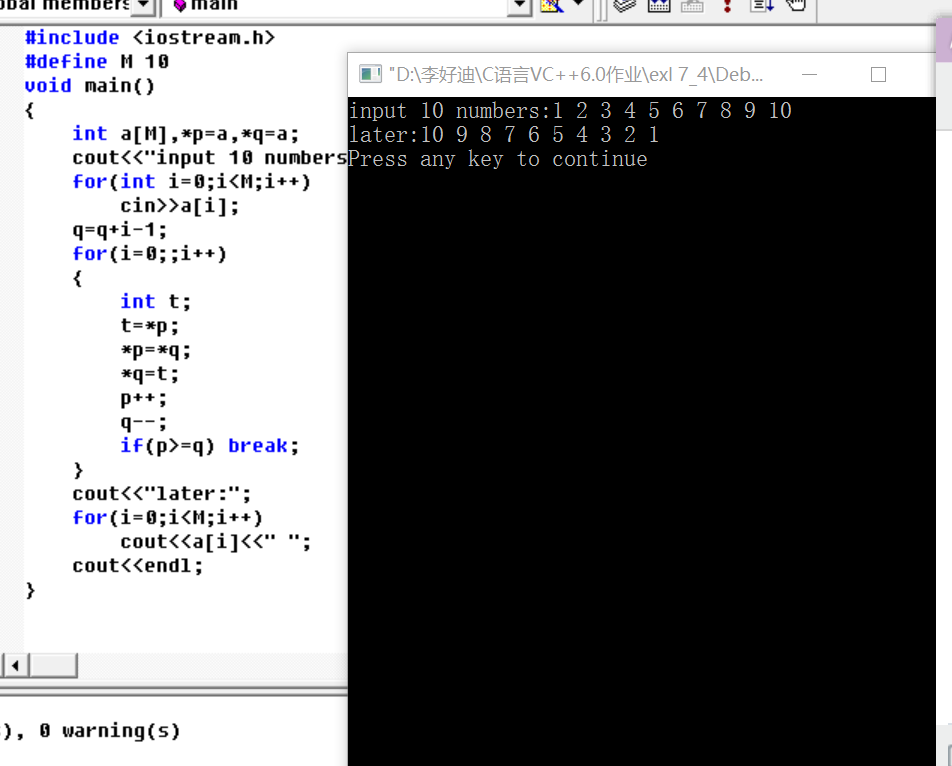 main
#include <iostream.h>
#define M 10
void main()
{
int a[M],*p=a,*q=a;
cout<<"input 10 numbers
for(int i=0;i<M;i++)
cin>>a[i];
q=q+i-1;
for(i=0;;i++)
{
int t;
t=*p;
*p=*q;
*q=t;
p++;
q--;
if(p>=q) break;
}
cout<<"later:";
for(i=0;i<M;i++)
cout<<a[i]<<" ";
cout<<endl;
}
), 0 warning(s)
"D:\李好迪\C语言VC++6.0作业\exl 7_4\Deb...
input 10 numbers:1 2 3 4 5 6 7 8 9 10
later:10 9 8 7 6 5 4 3 2 1
Press any key to continue